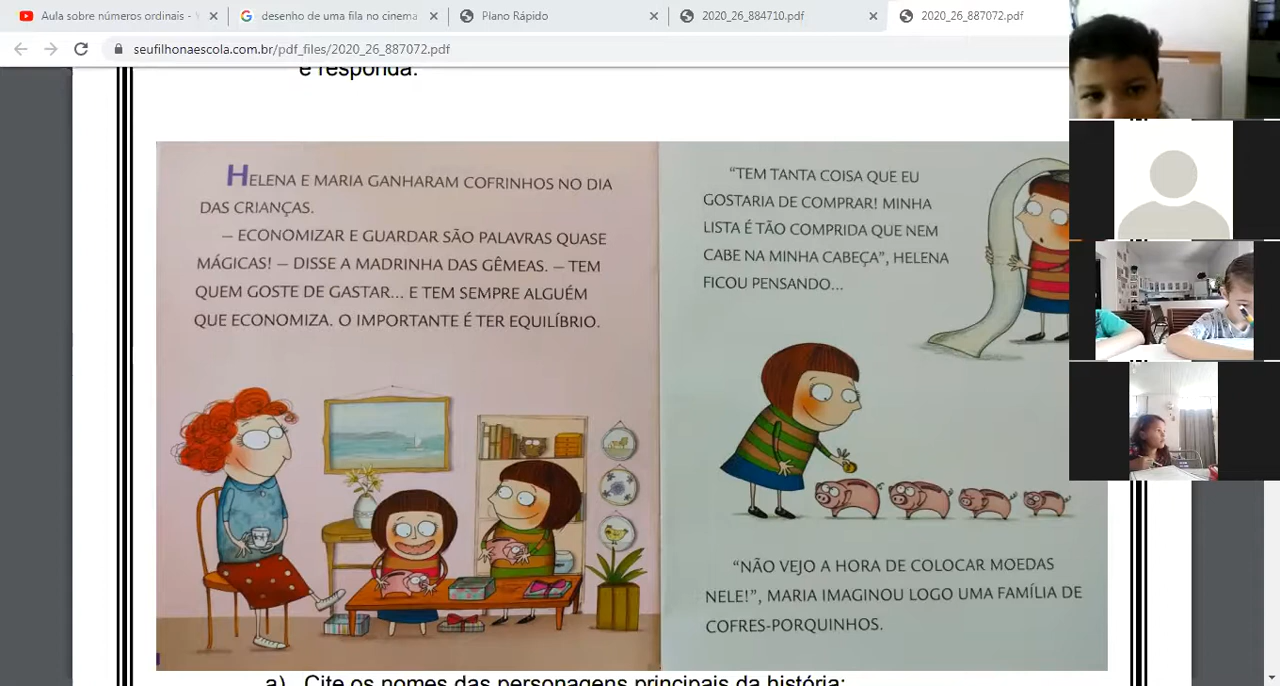 Aula sobre números ordinais -
desenho de uma fila no cinema
Plano Rápido
2020_26_884710.pdf
2020_26_887072.pdf
seufilhonaescola.com.br/pdf_files/2020_26_887072.pdf
e responda:
HELENA E MARIA GANHARAM COFRINHOS NO DIA
DAS CRIANÇAS.
– ECONOMIZAR E GUARDAR SÃO PALAVRAS QUASE
MÁGICAS! – DISSE A MADRINHA DAS GÊMEAS. – TEM
QUEM GOSTE DE GASTAR... E TEM SEMPRE ALGUÉM
QUE ECONOMIZA. O IMPORTANTE É TER EQUILÍBRIO.
“TEM TANTA COISA QUE EU
GOSTARIA DE COMPRAR! MINHA
LISTA É TÃO COMPRIDA QUE NEM
CABE NA MINHA CABEÇA”, HELENA
FICOU PENSANDO...
“NÃO VEJO A HORA DE COLOCAR MOEDAS
NELE!”, MARIA IMAGINOU LOGO UMA FAMÍLIA DE
COFRES-PORQUINHOS.
a) Cite os nomes das personagens principais da história: